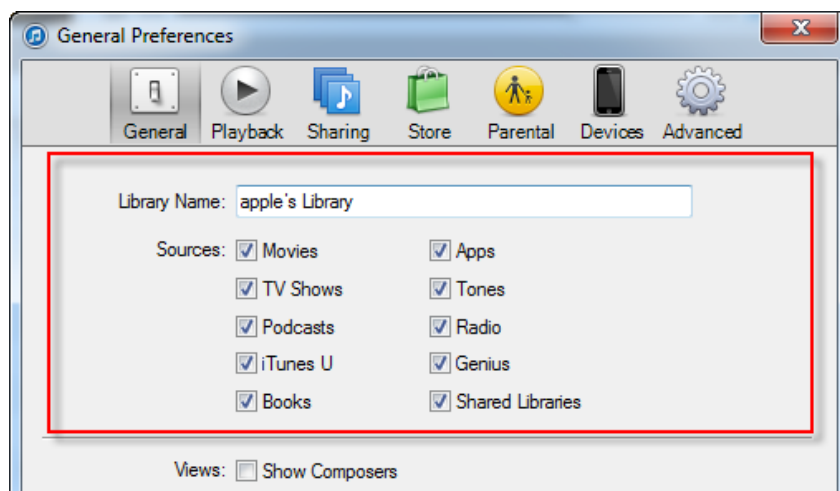 General Preferences
General Playback Sharing Store Parental Devices Advanced
Library Name: apple's Library
Sources: Movies Apps
TV Shows Tones
Podcasts Radio
iTunes U Genius
Books Shared Libraries
Views: Show Composers